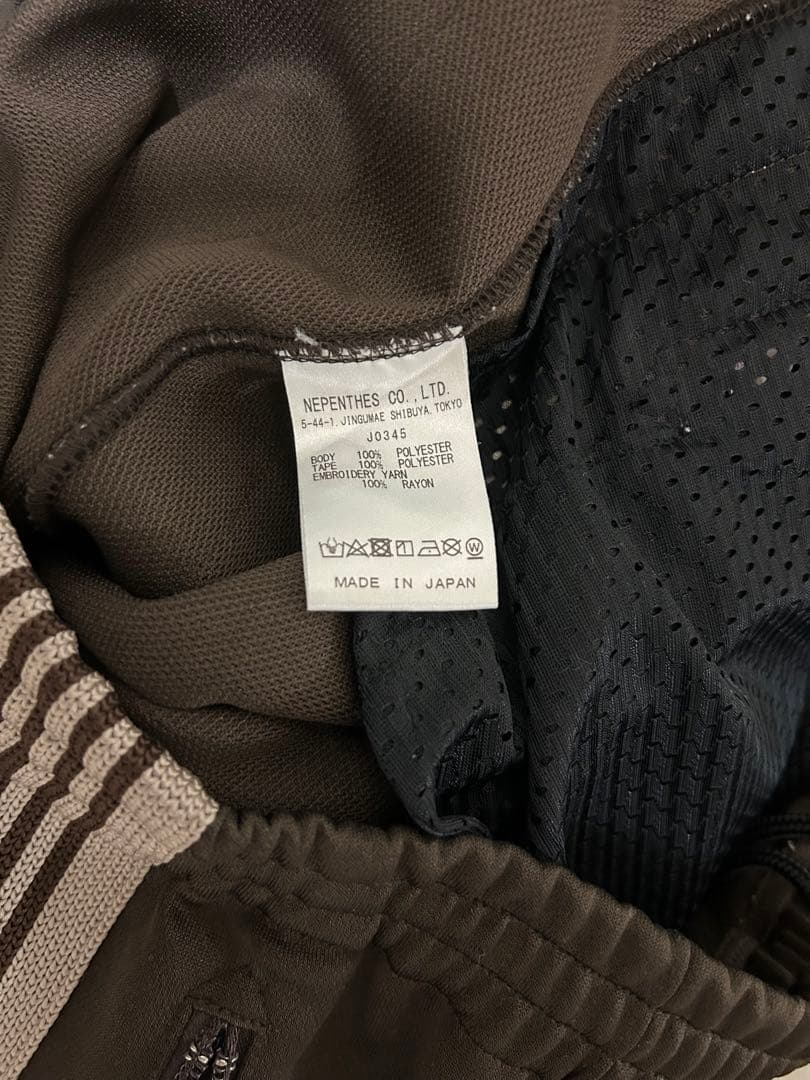 NEPENTHES CO.,LTD.
5-44-1, JINGUMAE SHIBUYA, TOKYO
J0345
BODY 100% POLYESTER
TAPE 100% POLYESTER
EMBROIDERY YARN
100% RAYON
W
MADE IN JAPAN